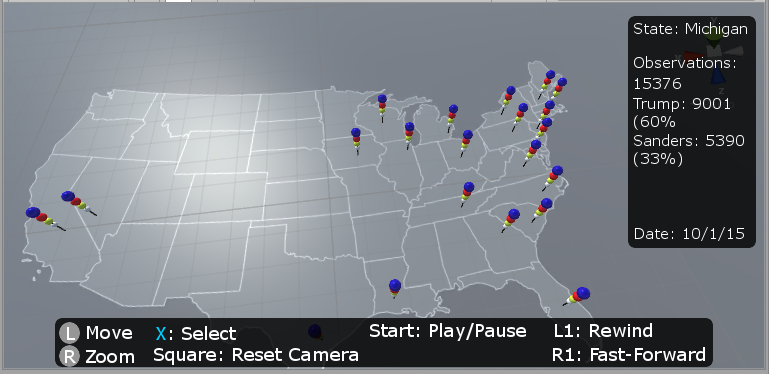 State: Michigan
Observations:
15376
Trump: 9001
(60%
Sanders: 5390
(33%)
Date: 10/1/15
L Move X: Select Start: Play/Pause L1: Rewind
R Zoom Square: Reset Camera R1: Fast-Forward